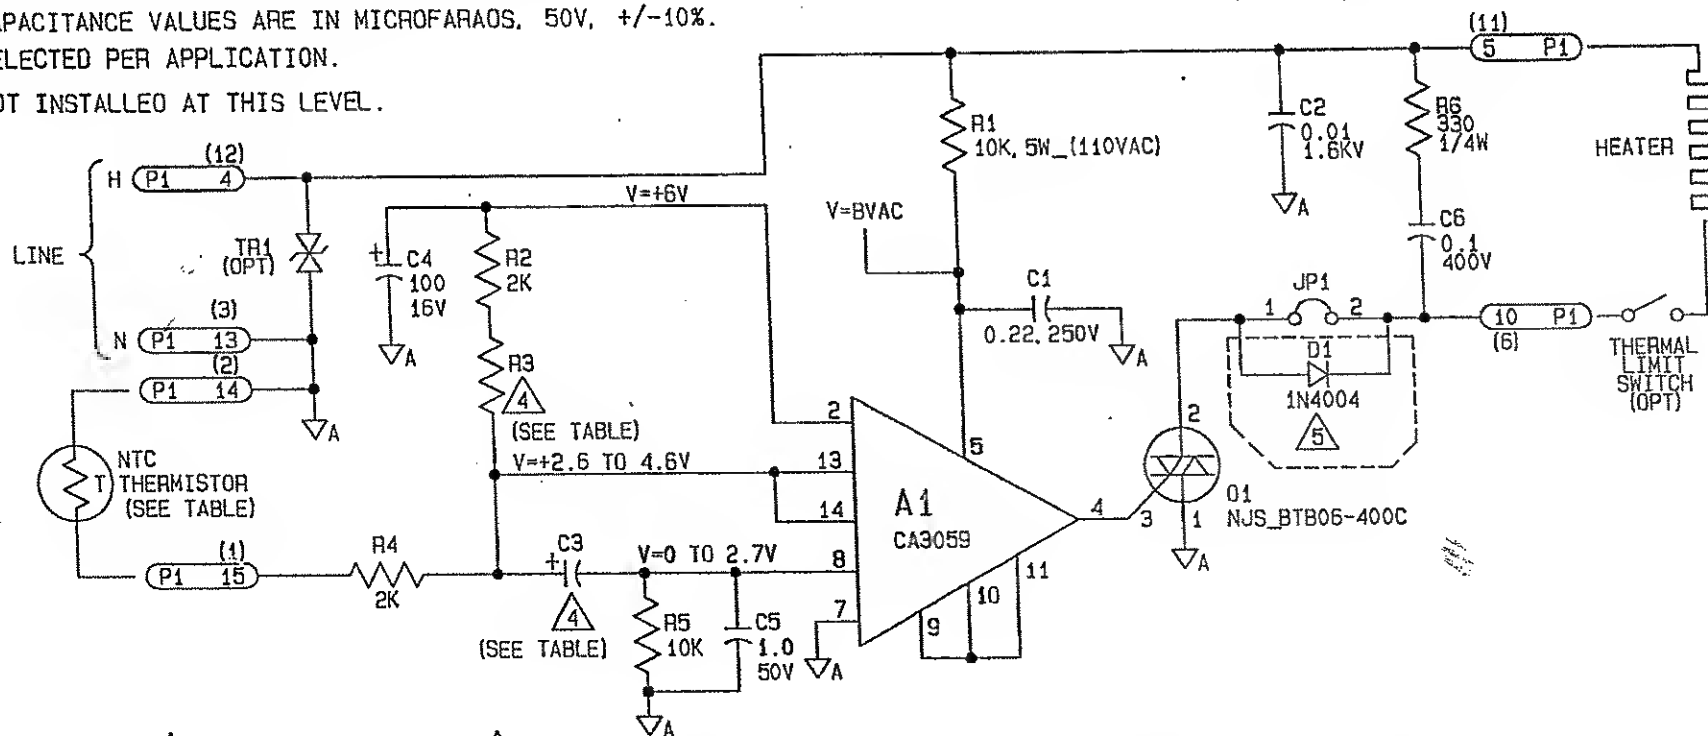 APACITANCE VALUES ARE IN MICROFARAOS, 50V, +/-10%.
ELECTED PER APPLICATION.
OT INSTALLEO AT THIS LEVEL.
(11)
5 P1
R1
10K, 5W_(110VAC)
C2
0.01
1.6KV
R6
330
1/4W
HEATER
(12)
H P1 4
V=+6V
V=8VAC
A
LINE
TR1
(OPT)
C4
100
16V
+
R2
2K
C6
0.1
400V
C1
0.22, 250V
JP1
1 2
10 P1
(6)
(3)
N P1 13
(2)
P1 14
A
A
A
R3
4
(SEE TABLE)
D1
1N4004
5
THERMAL
LIMIT
SWITCH
(OPT)
2
5
2
V=+2.6 TO 4.6V
13
NTC
T THERMISTOR
(SEE TABLE)
14
A1
CA3059
4
3
1
Q1
NJS_BTB06-400C
A
(1)
P1 15
R4
2K
+
C3
4
(SEE TABLE)
V=0 TO 2.7V
8
7
11
10
9
R5
10K
C5
1.0
50V
A
A